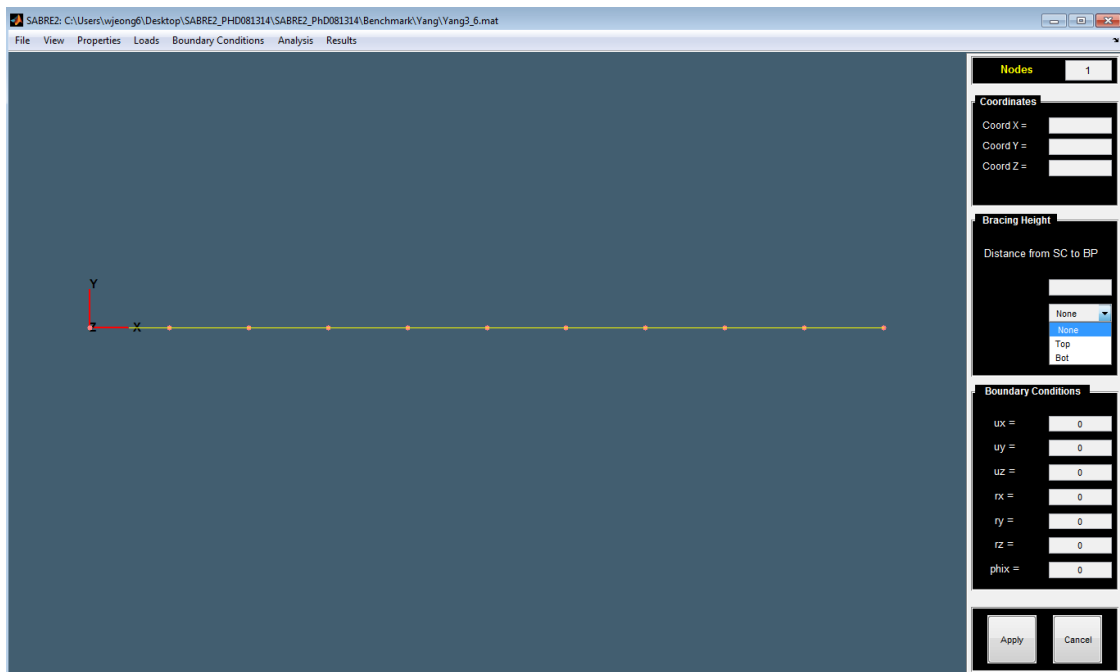 SABRE2: C:\Users\wjeong6\Desktop\SABRE2_PHD081314\SABRE2_PhD081314\Benchmark\Yang\Yang3_6.mat
File View Properties Loads Boundary Conditions Analysis Results
Nodes 1
Coordinates
Coord X =
Coord Y =
Coord Z =
Bracing Height
Distance from SC to BP
None
None
Top
Bot
Y
Z X
Boundary Conditions
ux = 0
uy = 0
uz = 0
rx = 0
ry = 0
rz = 0
phix = 0
Apply Cancel